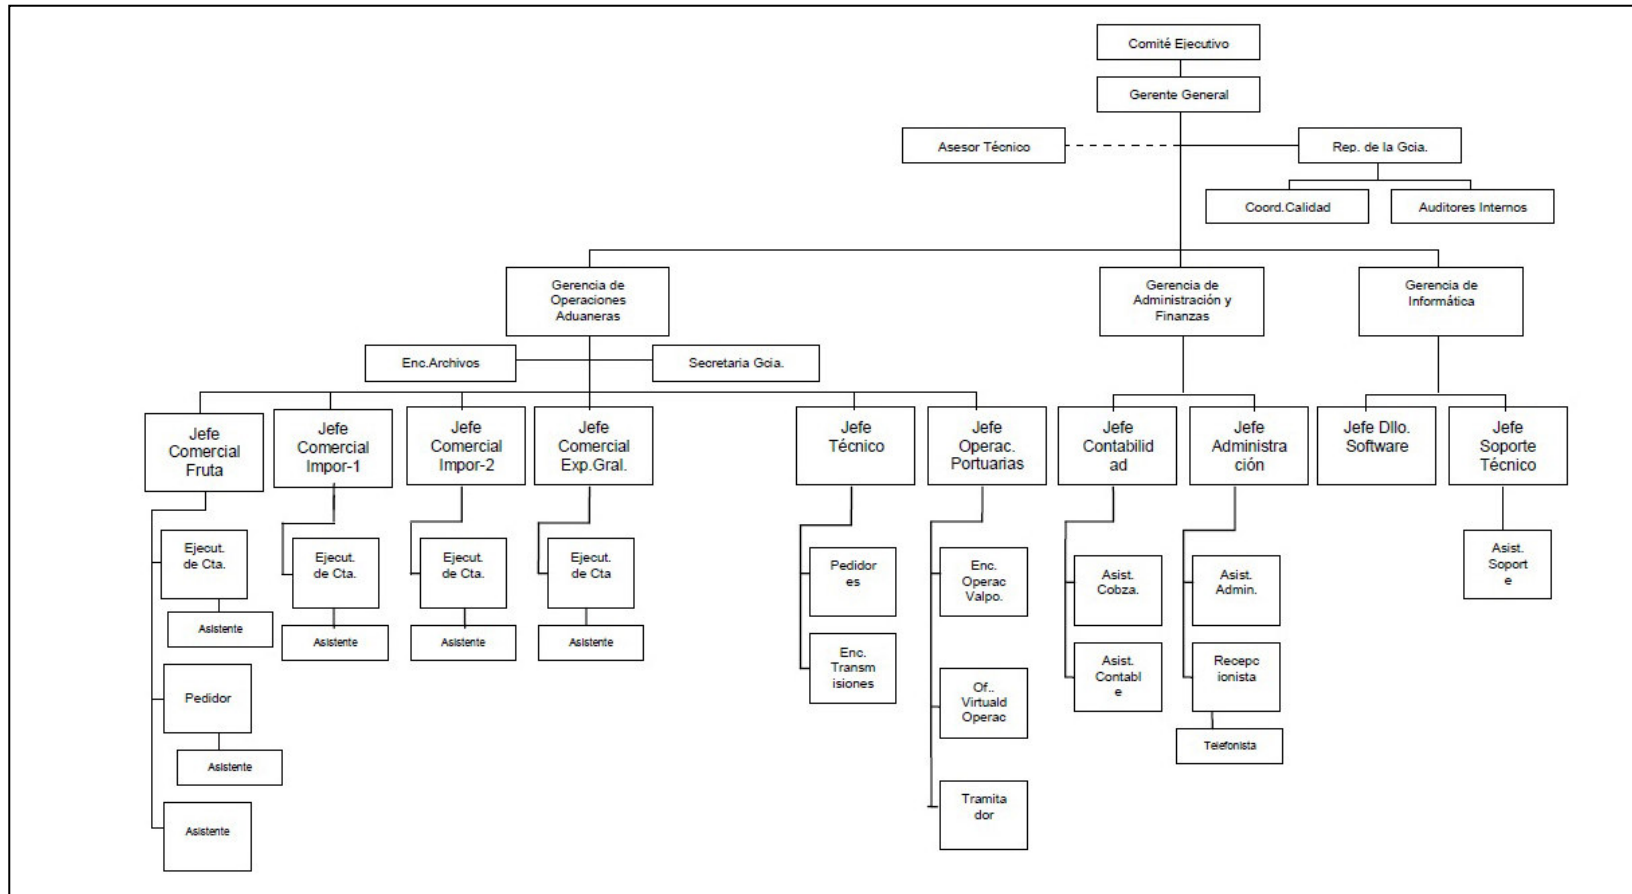 Comité Ejecutivo
Gerente General
Asesor Técnico
Rep. de la Gcia.
Coord.Calidad
Auditores Internos
Gerencia de
Operaciones
Aduaneras
Gerencia de
Administración y
Finanzas
Gerencia de
Informática
Enc.Archivos
Secretaria Gcia.
Jefe
Comercial
Fruta
Jefe
Comercial
Impor-1
Jefe
Comercial
Impor-2
Jefe
Comercial
Exp.Gral.
Jefe
Técnico
Jefe
Operac.
Portuarias
Jefe
Contabilid
ad
Jefe
Administra
ción
Jefe Dllo.
Software
Jefe
Soporte
Técnico
Ejecut.
de Cta.
Asistente
Pedidor
Asistente
Asistente
Ejecut.
de Cta.
Asistente
Ejecut.
de Cta.
Asistente
Ejecut.
de Cta
Asistente
Pedidor
es
Enc.
Transm
isiones
Enc.
Operac
Valpo.
Of..
Virtuald
Operac
Tramita
dor
Asist.
Cobza.
Asist.
Contabl
e
Asist.
Admin.
Recepc
ionista
Telefonista
Asist.
Soport
e